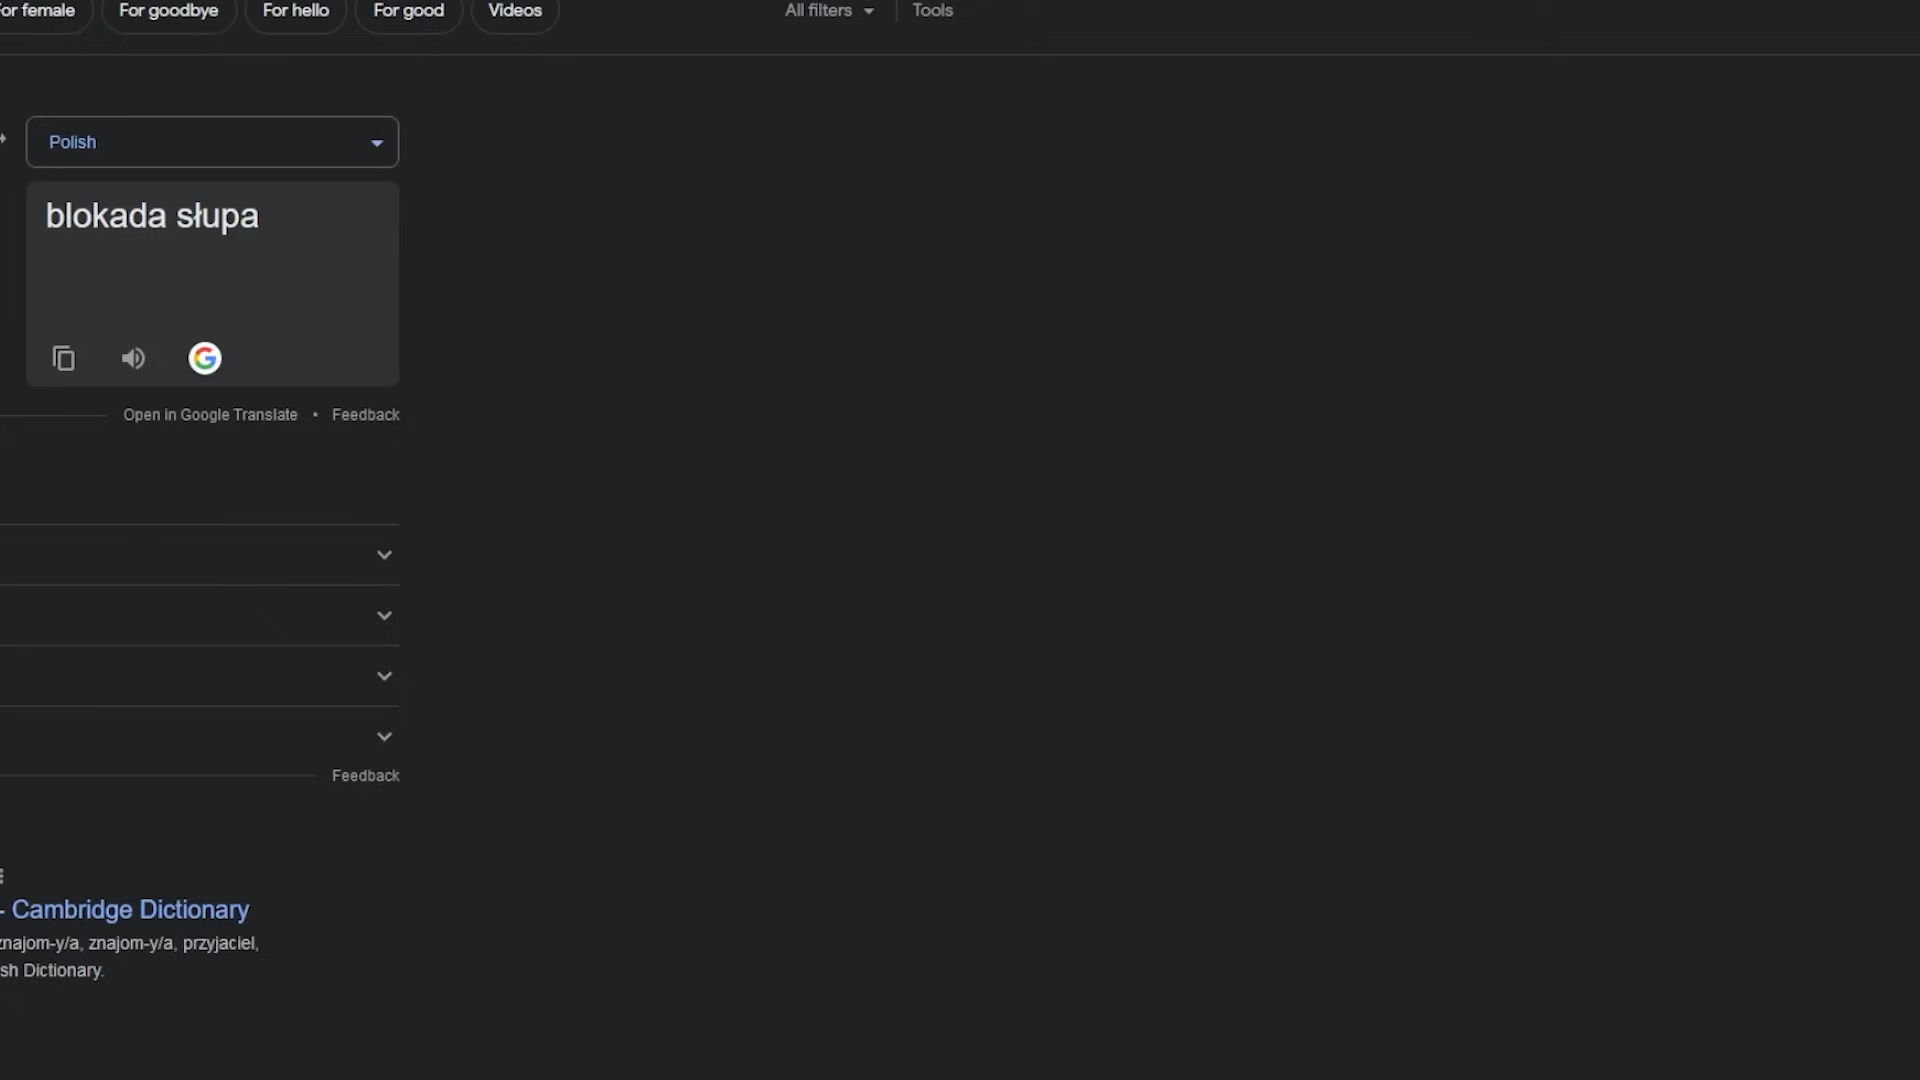 or female For goodbye For hello For good Videos All filters Tools
Polish
blokada słupa
Open in Google Translate • Feedback
Feedback
- Cambridge Dictionary
znajom-y/a, znajom-y/a, przyjaciel,
sh Dictionary.